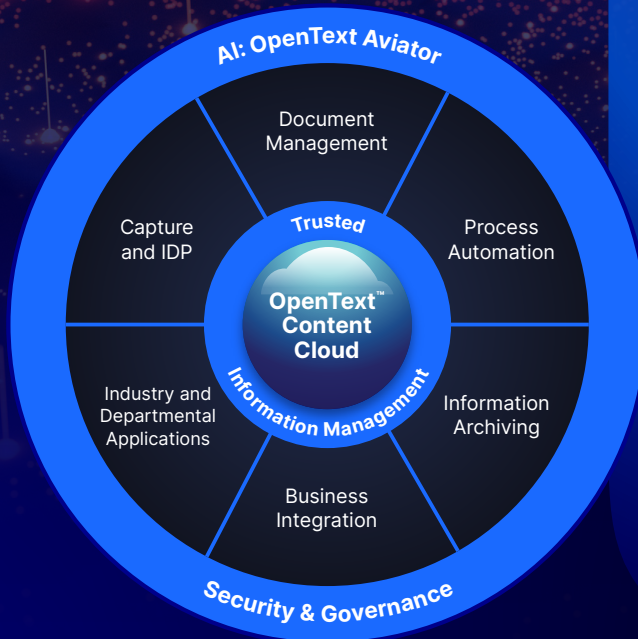 AI: OpenText Aviator
Document
Management
Capture
and IDP
Process
Automation
Trusted
OpenText™
Content
Cloud
Information Management
Industry and
Departmental
Applications
Information
Archiving
Business
Integration
Security & Governance